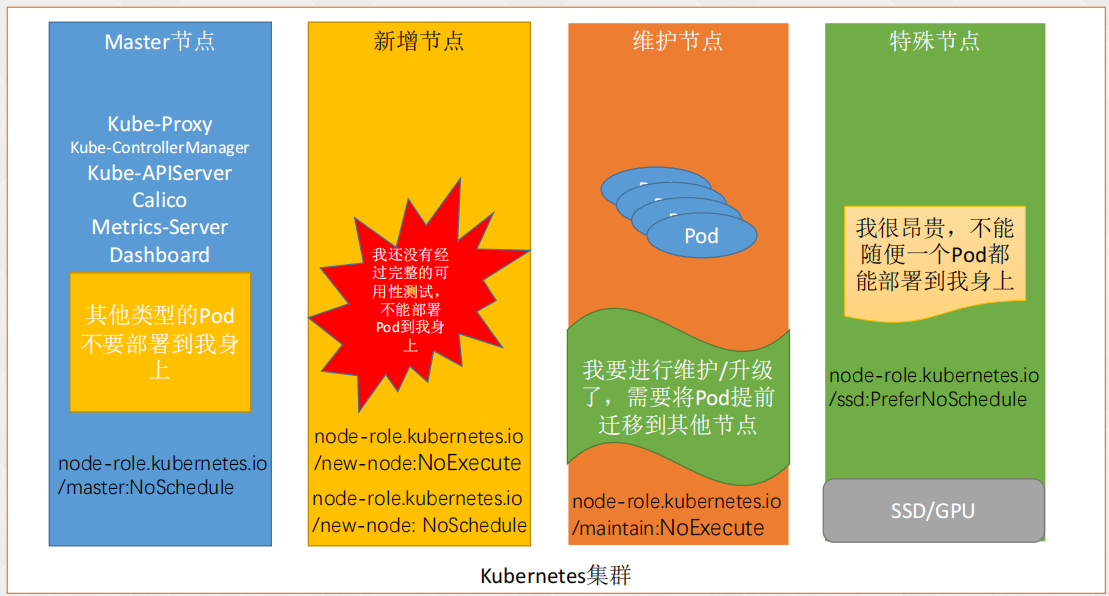 Master节点
Kube-Proxy
Kube-ControllerManager
Kube-APIServer
Calico
Metrics-Server
Dashboard
其他类型的Pod
不要部署到我身
上
node-role.kubernetes.io
/master:NoSchedule
新增节点
我还没有经
过完整的可
用性测试，
不能部署
Pod到我身
上
node-role.kubernetes.io
/new-node:NoExecute
node-role.kubernetes.io
/new-node: NoSchedule
维护节点
Pod
我要进行维护/升级
了，需要将Pod提前
迁移到其他节点
node-role.kubernetes.io
/maintain:NoExecute
特殊节点
我很昂贵，不能
随便一个Pod都
能部署到我身上
node-role.kubernetes.io
/ssd:PreferNoSchedule
SSD/GPU
Kubernetes集群